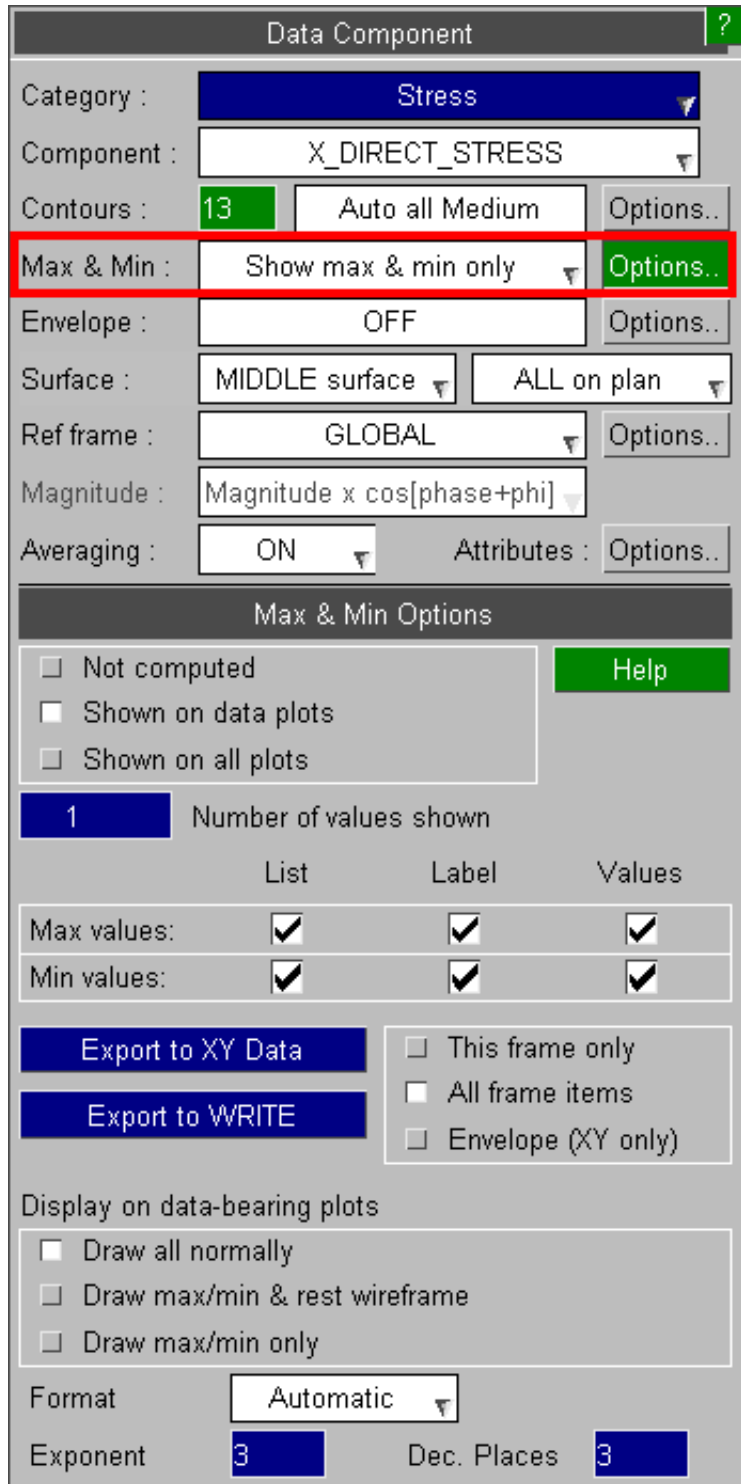 Data Component ?
Category : Stress
Component : X_DIRECT_STRESS
Contours : 13 Auto all Medium Options..
Max & Min : Show max & min only Options..
Envelope : OFF Options..
Surface : MIDDLE surface ALL on plan
Ref frame : GLOBAL Options..
Magnitude : Magnitude x cos[phase+phi]
Averaging : ON Attributes : Options..
Max & Min Options
Not computed Help
Shown on data plots
Shown on all plots
1 Number of values shown
List Label Values
Max values:
Min values:
Export to XY Data This frame only
All frame items
Export to WRITE
Envelope (XY only)
Display on data-bearing plots
Draw all normally
Draw max/min & rest wireframe
Draw max/min only
Format Automatic
Exponent 3 Dec. Places 3